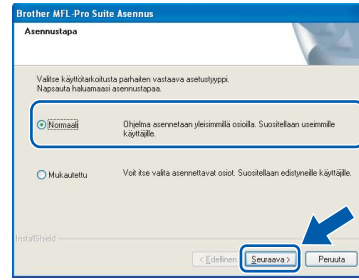 Brother MFL-Pro Suite Asennus
Asennustapa
Valitse käyttötarkoitusta parhaiten vastaava asetustyyppi.
Napsauta haluamaasi asennustapaa.
Normaali
Ohjelma asennetaan yleisimmillä osioilla. Suositellaan useimmille
käyttäjille.
Mukautettu
Voit itse valita asennettavat osiot. Suositellaan edistyneille käyttäjille.
InstallShield
< Edellinen
Seuraava >
Peruuta